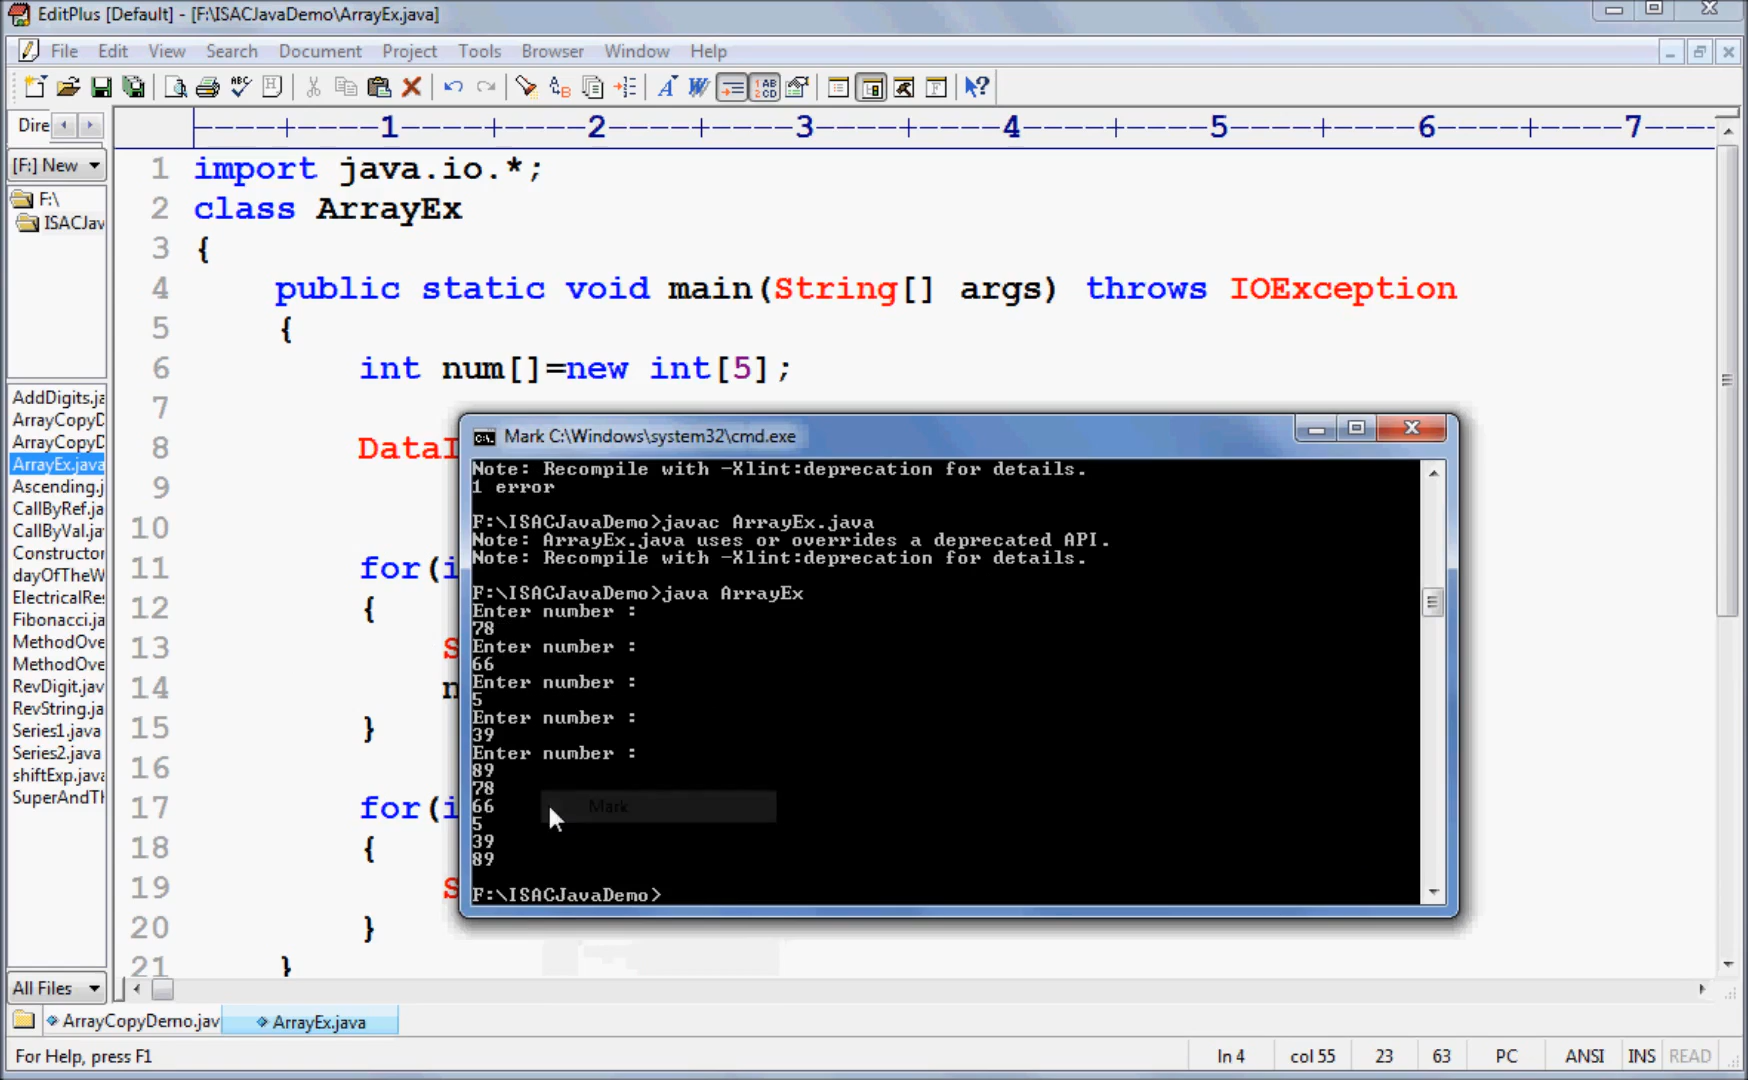 EditPlus [Default] - [F:\ISACJavaDemo\ArrayEx.java]
File Edit View Search Document Project Tools Browser Window Help
Dire
[F:] New
F:\
ISACJav
AddDigits.ja
ArrayCopyD
ArrayCopyD
ArrayEx.java
Ascending.j
CallByRef.ja
CallByVal.ja
Constructor
dayOfTheW
ElectricalRe
Fibonacci.ja
MethodOve
MethodOve
RevDigit.jav
RevString.ja
Series1.java
Series2.java
shiftExp.java
SuperAndTh
All Files
----+----1----+----2----+----3----+----4----+----5----+----6----+----7----
1 import java.io.*;
2 class ArrayEx
3 {
4 public static void main(String[] args) throws IOException
5 {
6 int num[]=new int[5];
7
8 DataI
9
10
11 for(i
12 {
13 S
14 n
15 }
16
17 for(i
18 {
19 S
20 }
21 }
Mark C:\Windows\system32\cmd.exe
Note: Recompile with -Xlint:deprecation for details.
1 error
F:\ISACJavaDemo>javac ArrayEx.java
Note: ArrayEx.java uses or overrides a deprecated API.
Note: Recompile with -Xlint:deprecation for details.
F:\ISACJavaDemo>java ArrayEx
Enter number :
78
Enter number :
66
Enter number :
5
Enter number :
39
Enter number :
89
78
66
Mark
5
39
89
F:\ISACJavaDemo>
ArrayCopyDemo.jav ArrayEx.java
For Help, press F1 ln 4 col 55 23 63 PC ANSI INS READ